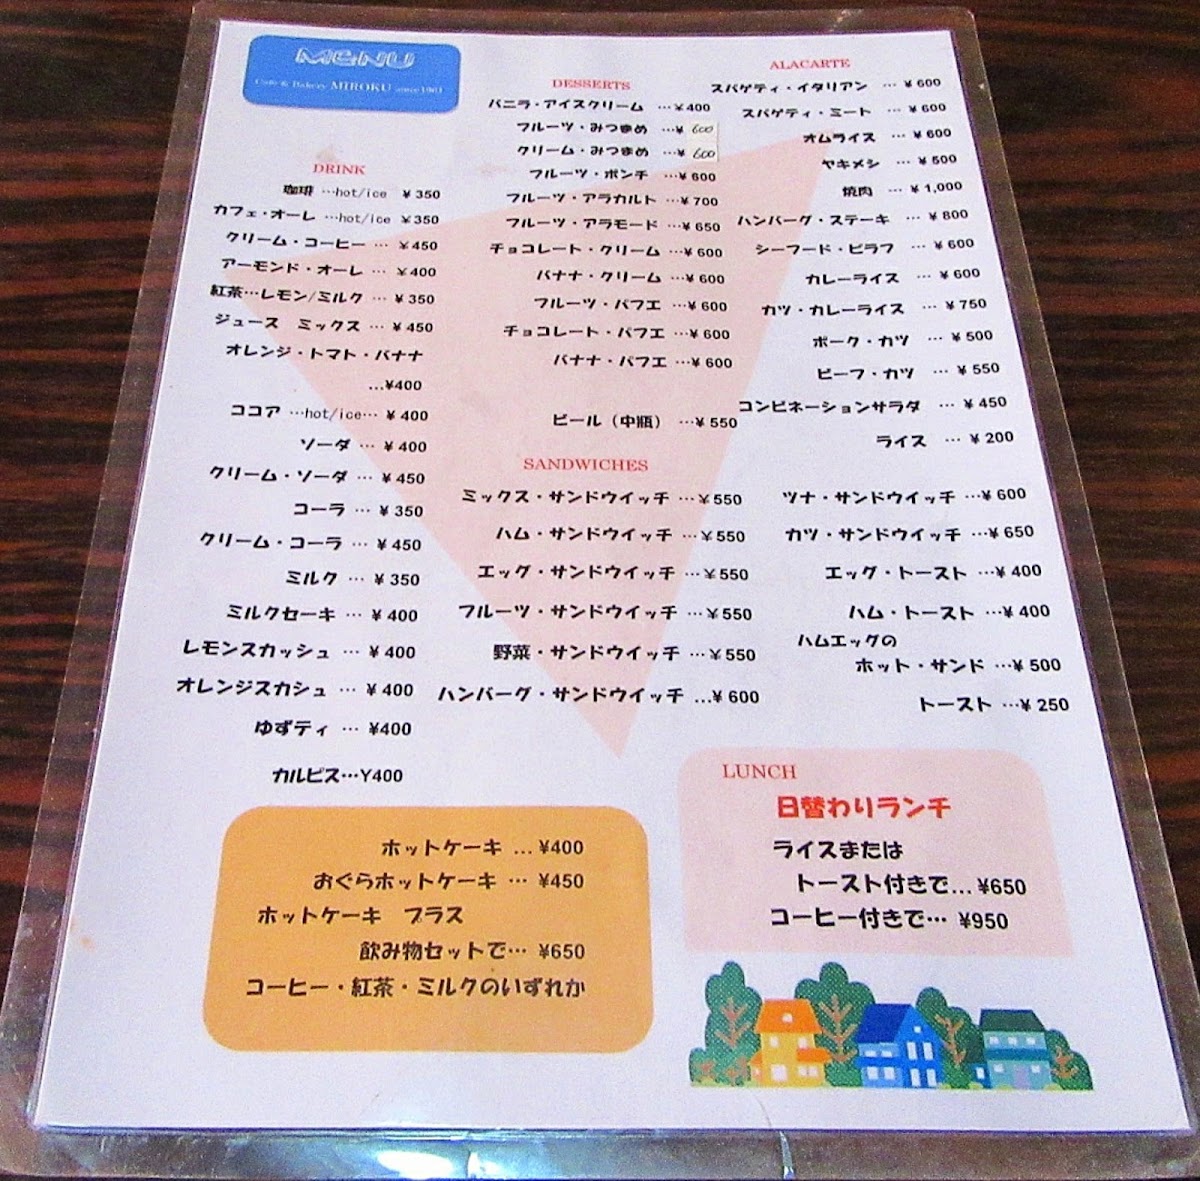 MENU
Cafe & Bakery MIROKU since1961
DRINK
珈琲 …hot/ice ￥350
カフェ・オーレ …hot/ice ￥350
クリーム・コーヒー … ￥450
アーモンド・オーレ … ￥400
紅茶…レモン/ミルク … ￥350
ジュース ミックス … ￥450
オレンジ・トマト・バナナ
…¥400
ココア …hot/ice… ￥400
ソーダ … ￥400
クリーム・ソーダ … ￥450
コーラ … ￥350
クリーム・コーラ … ￥450
ミルク … ￥350
ミルクセーキ … ￥400
レモンスカッシュ … ￥400
オレンジスカシュ … ￥400
ゆずティ … ¥400
カルピス…Y400
DESSERTS
バニラ・アイスクリーム …￥400
フルーツ・みつまめ …￥ 600
クリーム・みつまめ …￥ 600
フルーツ・ポンチ …￥600
フルーツ・アラカルト …￥700
フルーツ・アラモード …￥650
チョコレート・クリーム …￥600
バナナ・クリーム …￥600
フルーツ・パフエ …￥600
チョコレート・パフエ …￥600
バナナ・パフエ …￥600
ビール（中瓶） …￥550
ALACARTE
スパゲティ・イタリアン … ￥600
スパゲティ・ミート … ￥600
オムライス … ￥600
ヤキメシ … ￥500
焼肉 … ￥1,000
ハンバーグ・ステーキ … ￥800
シーフード・ピラフ … ￥600
カレーライス … ￥600
カツ・カレーライス … ￥750
ポーク・カツ … ￥500
ビーフ・カツ … ￥550
コンビネーションサラダ … ￥450
ライス … ￥200
SANDWICHES
ミックス・サンドウイッチ …￥550
ハム・サンドウイッチ …￥550
エッグ・サンドウイッチ …￥550
フルーツ・サンドウイッチ …￥550
野菜・サンドウイッチ …￥550
ハンバーグ・サンドウイッチ …￥600
ツナ・サンドウイッチ …￥600
カツ・サンドウイッチ …￥650
エッグ・トースト …￥400
ハム・トースト …￥400
ハムエッグの
ホット・サンド …￥500
トースト …￥250
ホットケーキ … ¥400
おぐらホットケーキ … ¥450
ホットケーキ プラス
飲み物セットで… ¥650
コーヒー・紅茶・ミルクのいずれか
LUNCH
日替わりランチ
ライスまたは
トースト付きで… ¥650
コーヒー付きで… ¥950